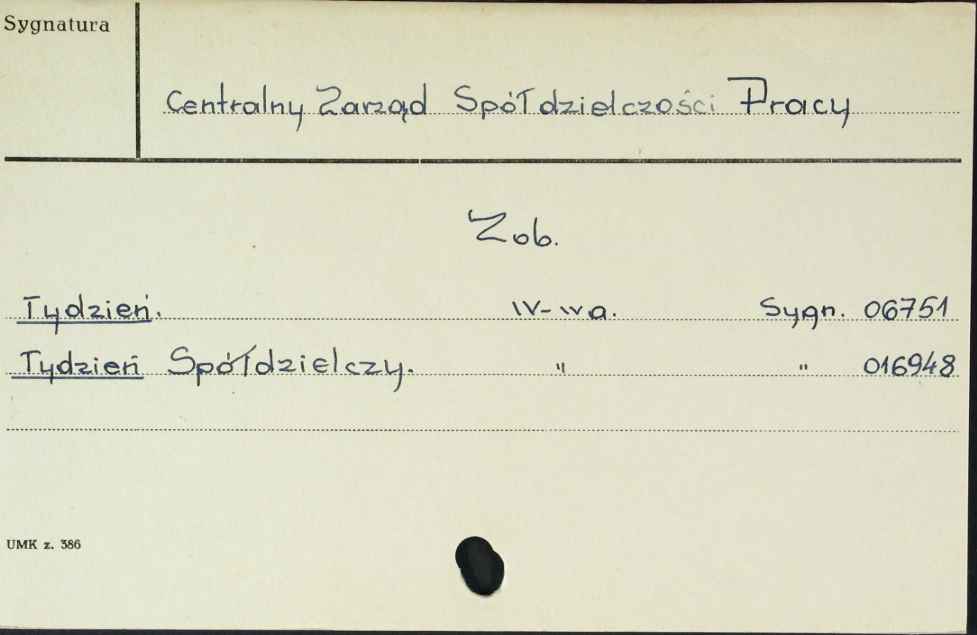 Sygnatura
Centralny Zarząd Spółdzielczości Pracy
Zob.
Tydzień. W-wa. Sygn. 06751
Tydzień Spółdzielczy. " " 016948
UMK z. 386